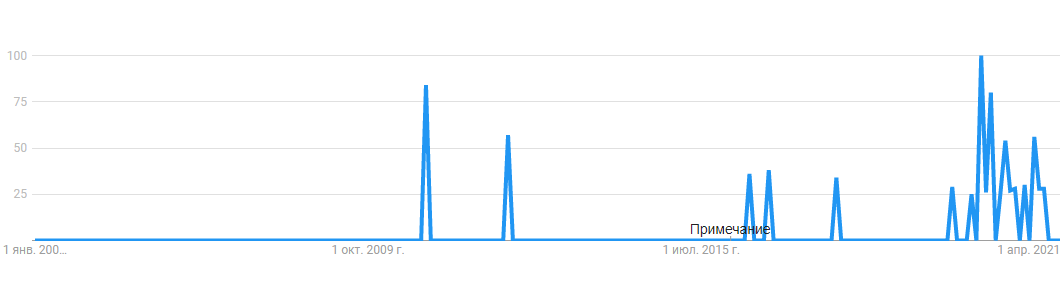 100
75
50
25
Примечание
1 янв. 200...
1 окт. 2009 г.
1 июл. 2015 г.
1 апр. 2021